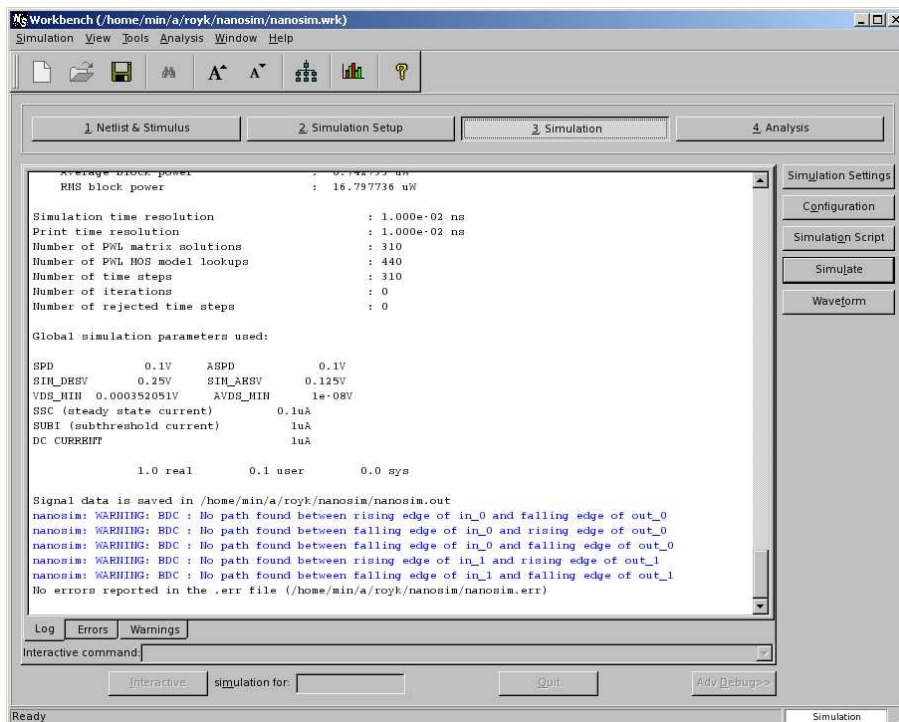 Workbench (/home/min/a/royk/nanosim/nanosim.wrk)
Simulation View Tools Analysis Window Help
1. Netlist & Stimulus
2. Simulation Setup
3. Simulation
4. Analysis
Average block power : 6.742793 uW
RMS block power : 16.797736 uW
Simulation time resolution : 1.000e-02 ns
Print time resolution : 1.000e-02 ns
Number of PWL matrix solutions : 310
Number of PWL MOS model lookups : 440
Number of time steps : 310
Number of iterations : 0
Number of rejected time steps : 0
Global simulation parameters used:
SPD 0.1V ASPD 0.1V
SIM_DESV 0.25V SIM_AESV 0.125V
VDS_MIN 0.000352051V AVDS_MIN 1e-08V
SSC (steady state current) 0.1uA
SUBI (subthreshold current) 1uA
DC CURRENT 1uA
1.0 real 0.1 user 0.0 sys
Signal data is saved in /home/min/a/royk/nanosim/nanosim.out
nanosim: WARNING: BDC : No path found between rising edge of in_0 and falling edge of out_0
nanosim: WARNING: BDC : No path found between falling edge of in_0 and rising edge of out_0
nanosim: WARNING: BDC : No path found between falling edge of in_0 and falling edge of out_0
nanosim: WARNING: BDC : No path found between rising edge of in_1 and rising edge of out_1
nanosim: WARNING: BDC : No path found between falling edge of in_1 and falling edge of out_1
No errors reported in the .err file (/home/min/a/royk/nanosim/nanosim.err)
Simulation Settings
Configuration
Simulation Script
Simulate
Waveform
Log Errors Warnings
Interactive command:
Interactive simulation for: Quit Adv Debug>>
Ready Simulation